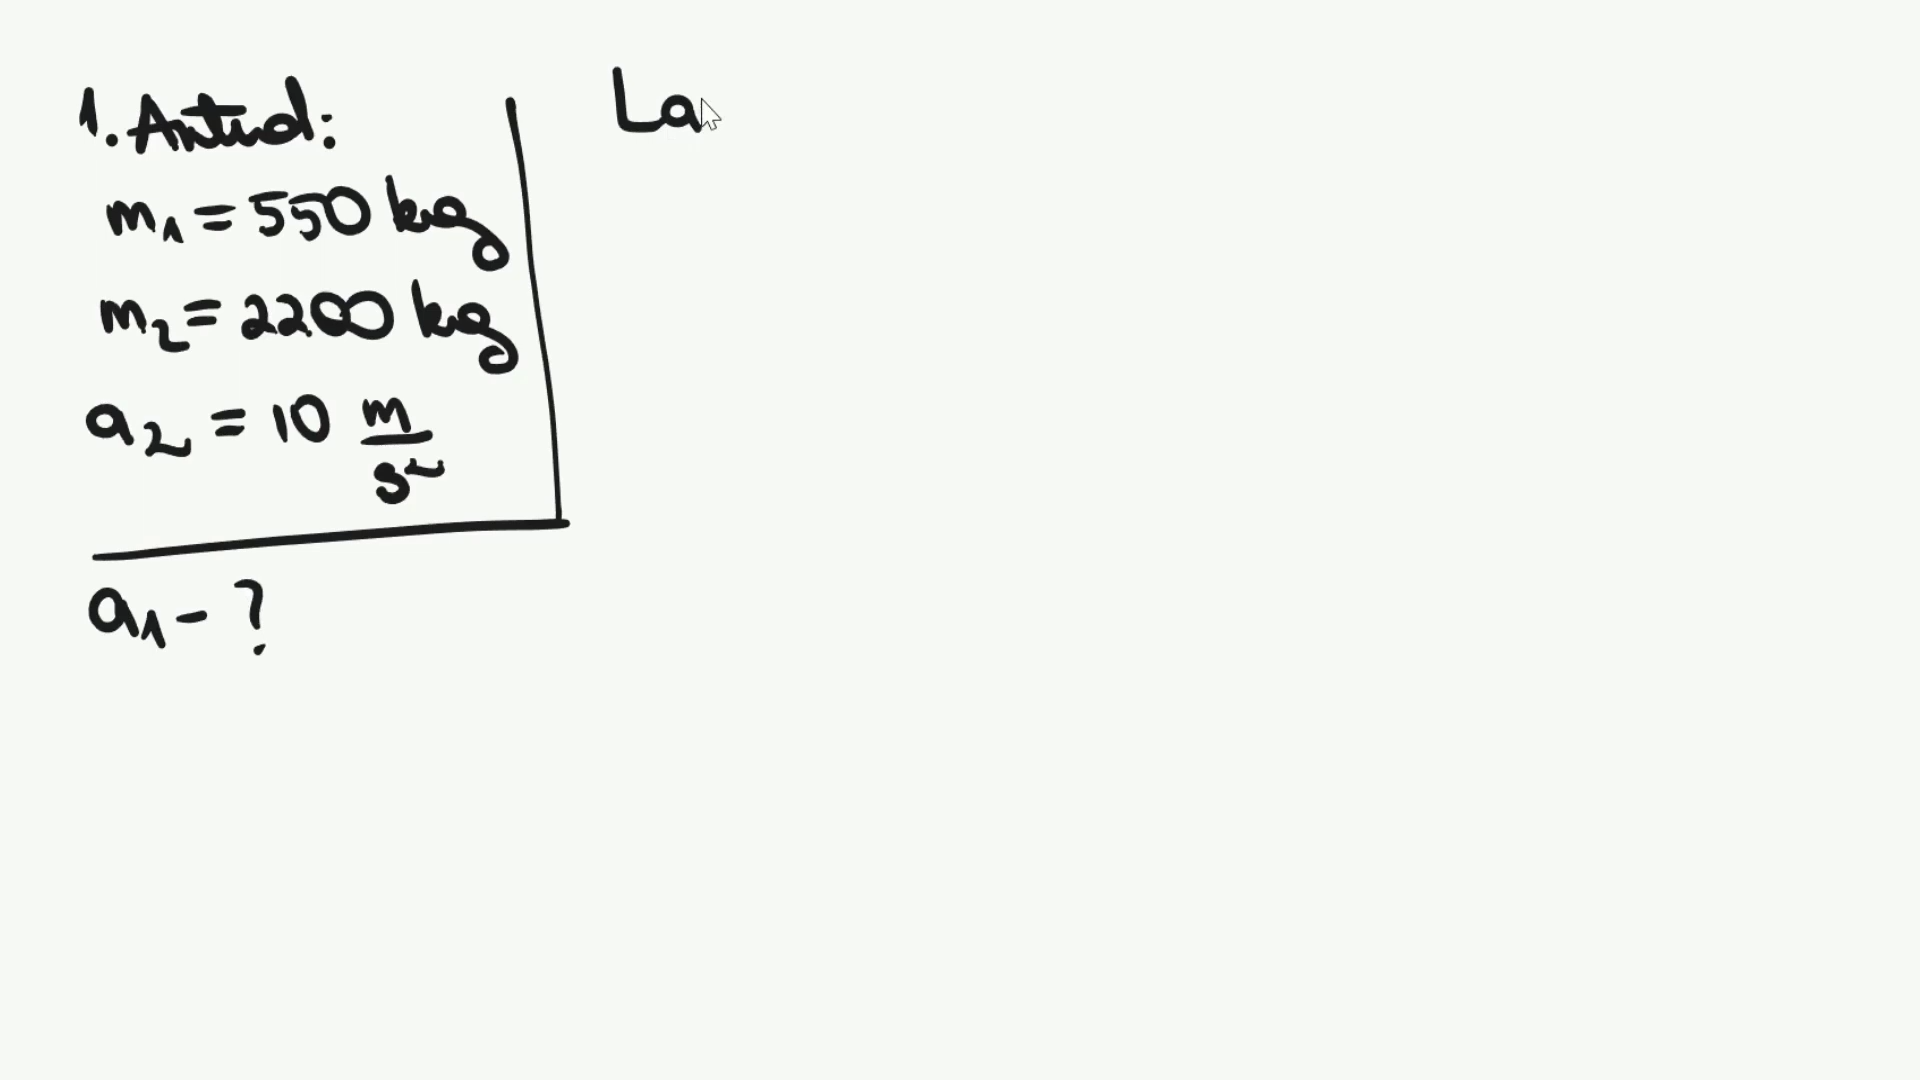 1. Antud:
m₁ = 550 kg
m₂ = 2200 kg
a₂ = 10 m/s²
a₁ - ?
La